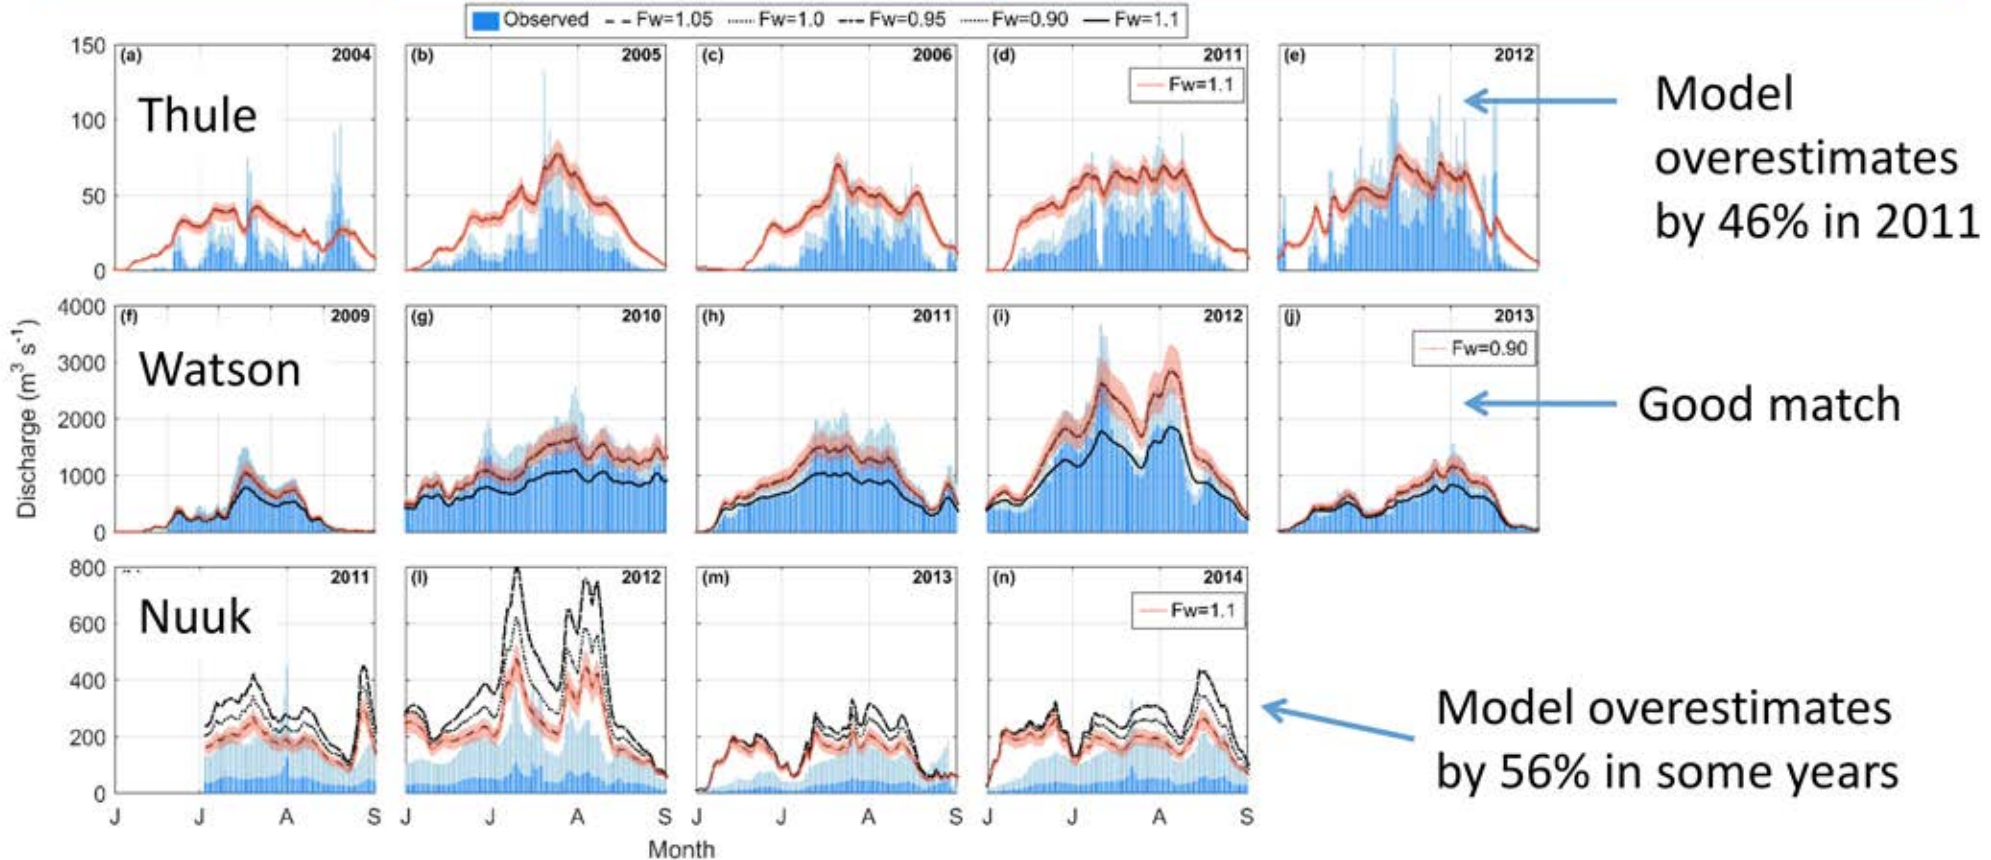 Observed Fw=1.05 Fw=1.0 Fw=0.95 Fw=0.90 Fw=1.1
150 (a) 2004 (b) 2005 (c) 2006 (d) 2011 (e) 2012
Fw=1.1
Thule
100
50
0
Model
overestimates
by 46% in 2011
4000 (f) 2009 (g) 2010 (h) 2011 (i) 2012 (j) 2013
Fw=0.90
Watson
3000
2000
1000
0
Good match
Discharge (m³ s⁻¹)
800 2011 (l) 2012 (m) 2013 (n) 2014
Fw=1.1
Nuuk
600
400
200
0
Model overestimates
by 56% in some years
J J A S J J A S J J A S J J A S
Month